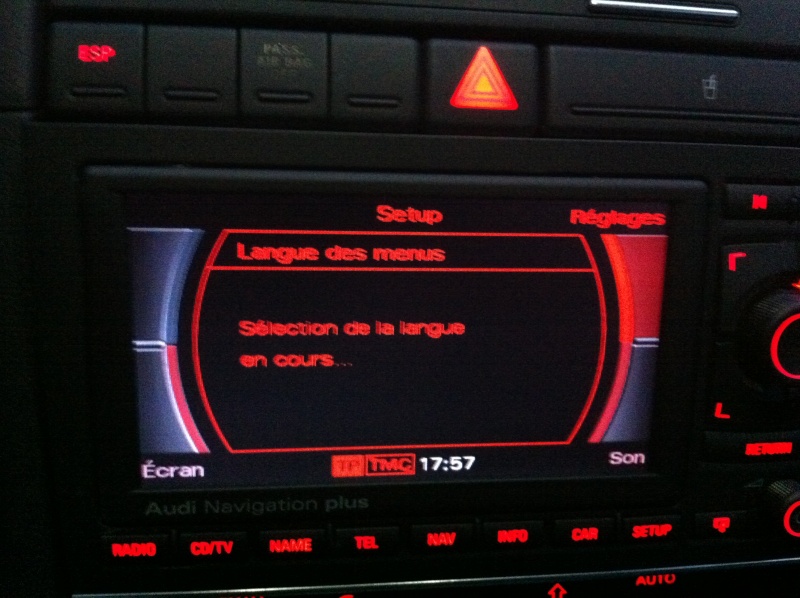 ESP
PASS.
AIR BAG
Setup
Réglages
Langue des menus
Sélection de la langue
en cours...
Écran
TP TMC 17:57
Son
Audi Navigation plus
RADIO CD/TV NAME TEL NAV INFO CAR SETUP
RETURN
AUTO